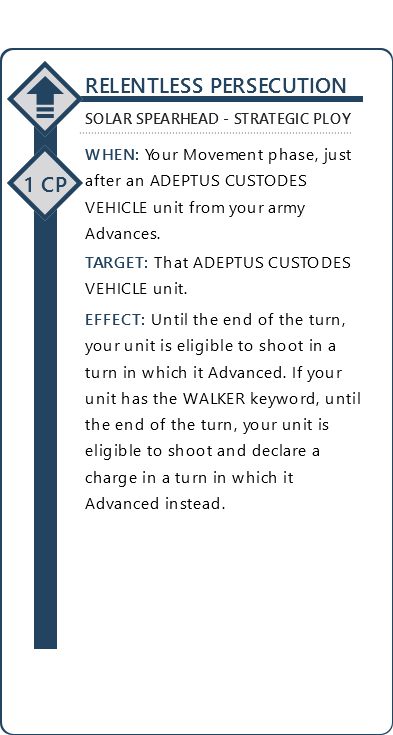 RELENTLESS PERSECUTION
SOLAR SPEARHEAD - STRATEGIC PLOY
1 CP
WHEN: Your Movement phase, just
after an ADEPTUS CUSTODES
VEHICLE unit from your army
Advances.
TARGET: That ADEPTUS CUSTODES
VEHICLE unit.
EFFECT: Until the end of the turn,
your unit is eligible to shoot in a
turn in which it Advanced. If your
unit has the WALKER keyword, until
the end of the turn, your unit is
eligible to shoot and declare a
charge in a turn in which it
Advanced instead.